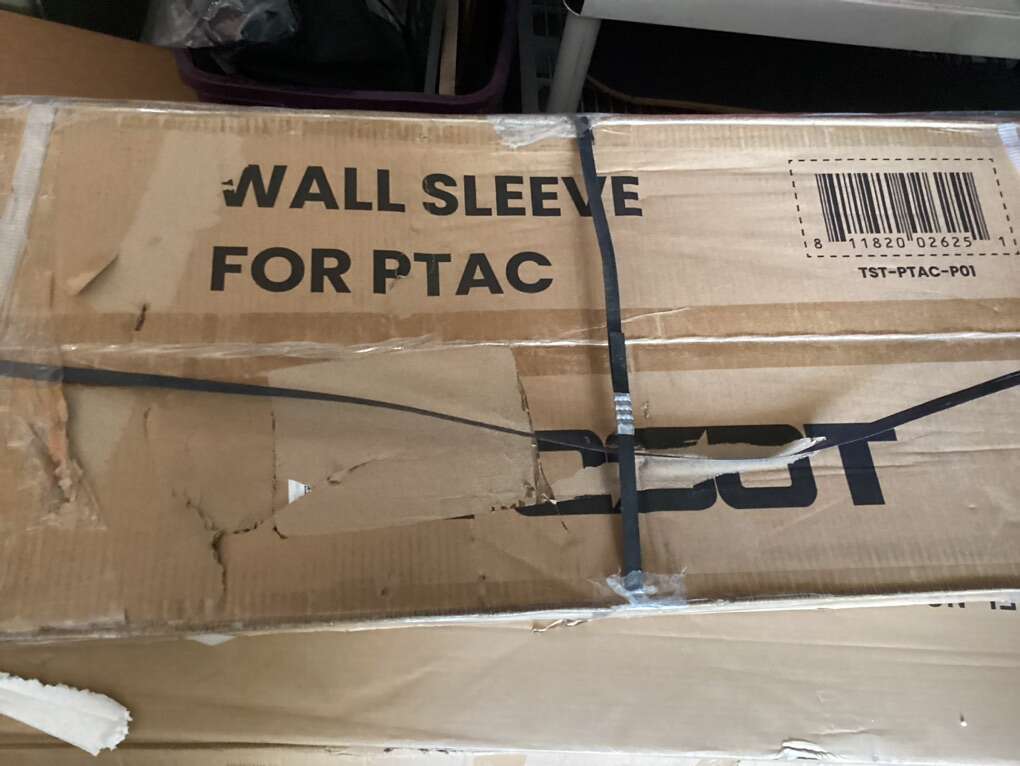 WALL SLEEVE
FOR PTAC
8 11820 02625 1
TST-PTAC-P01